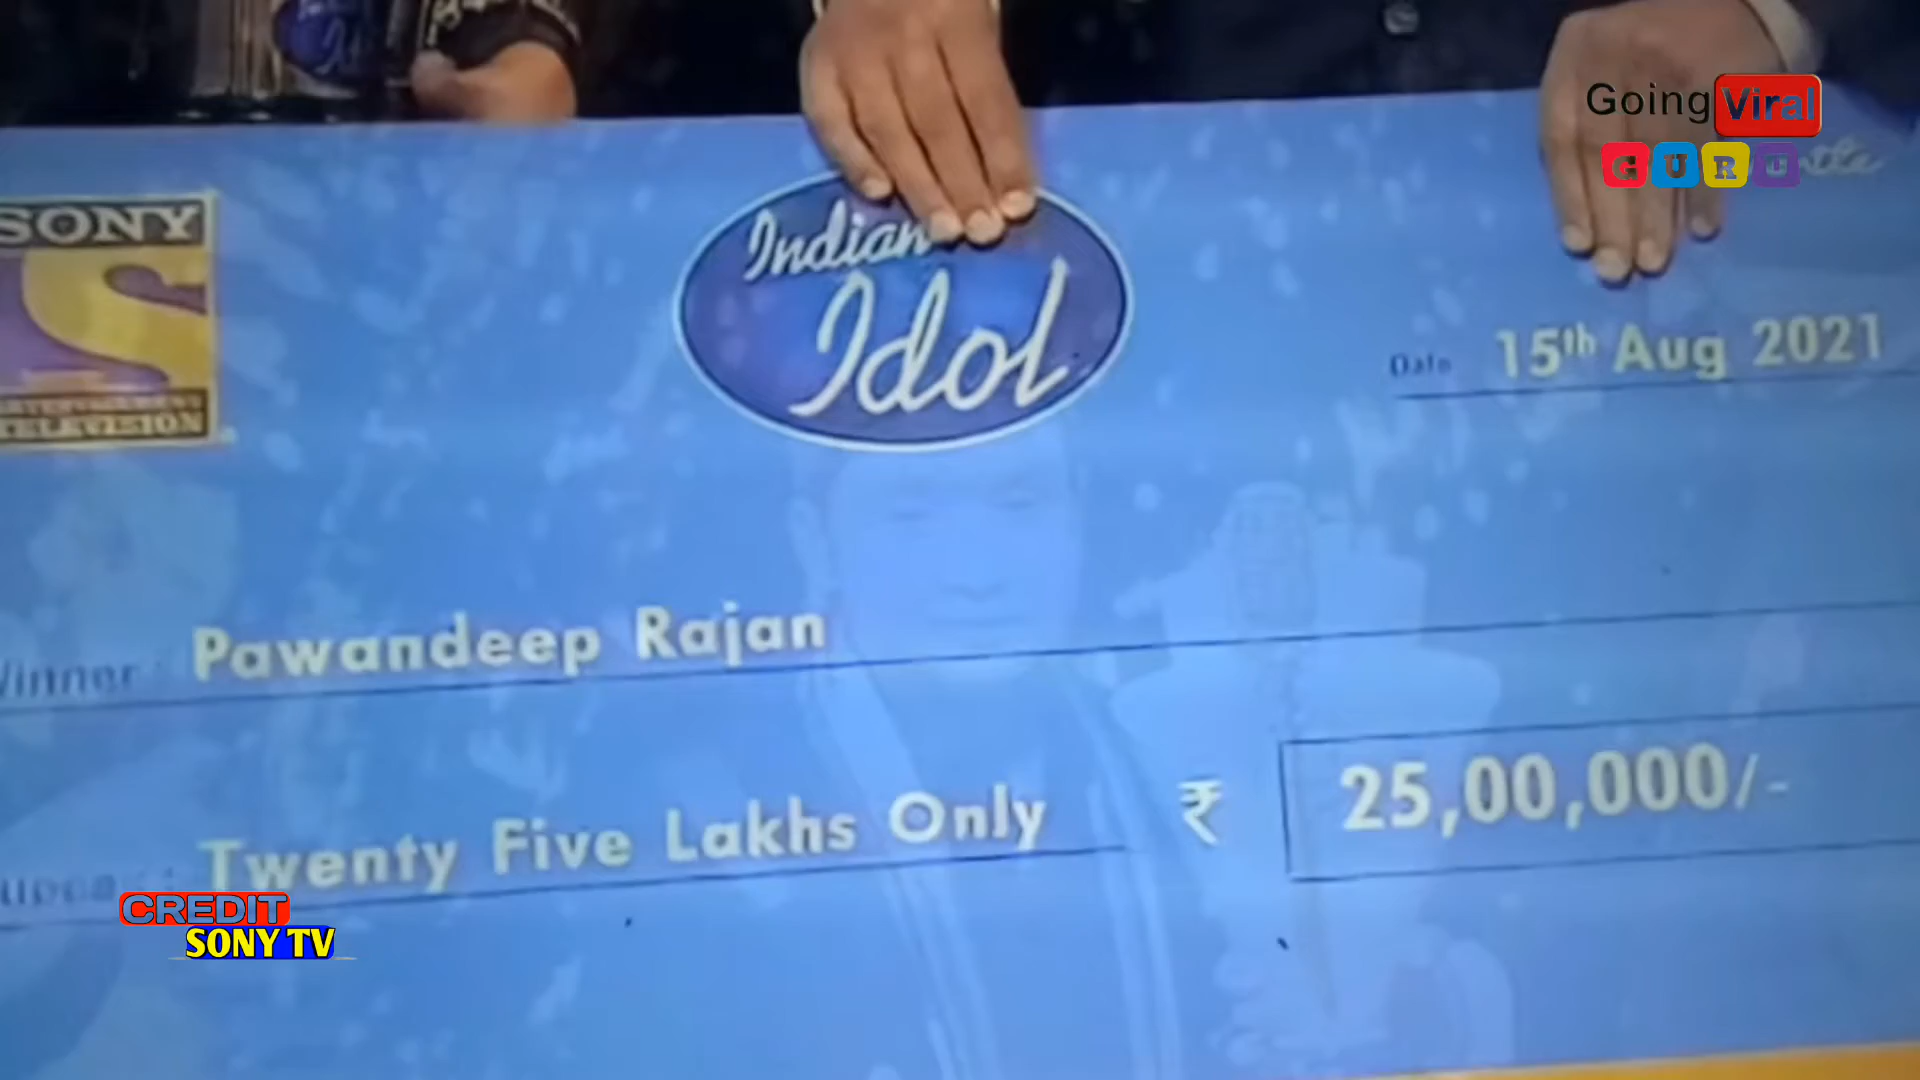 Going Viral
GURU
SONY
TELEVISION
Indian
Idol
Date 15th Aug 2021
Pawandeep Rajan
Twenty Five Lakhs Only ₹ 25,00,000/-
CREDIT
SONY TV